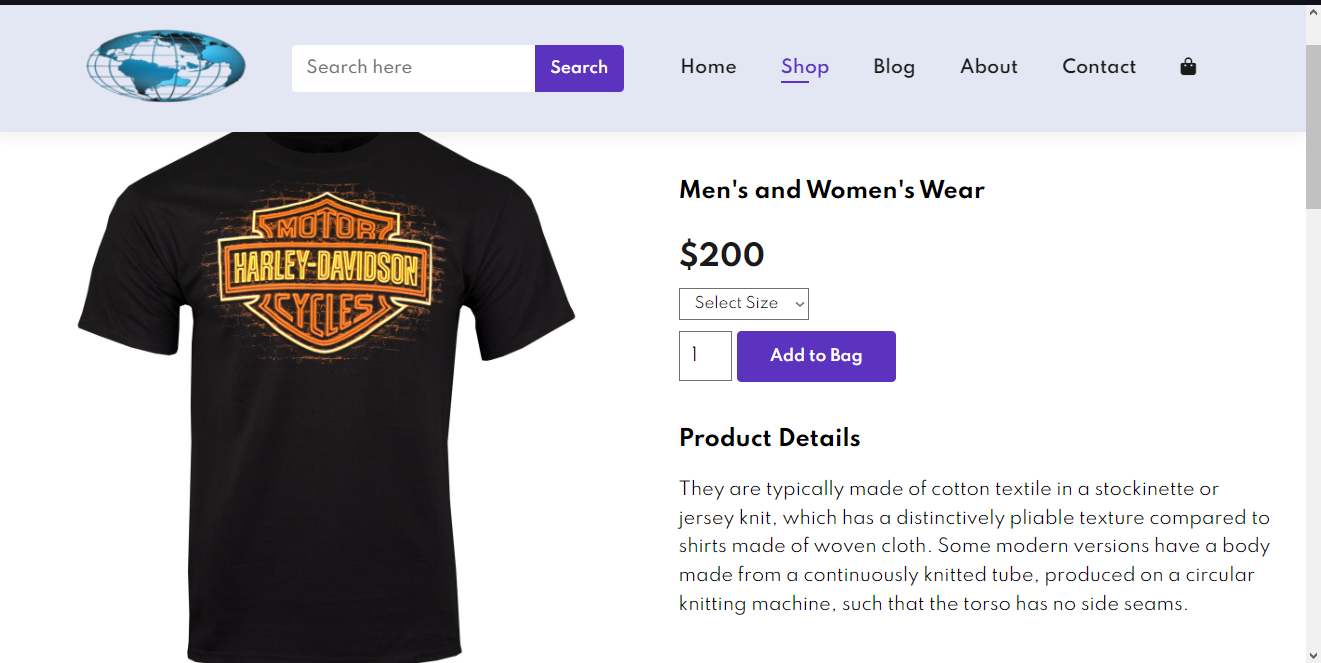 Search here
Search
Home
Shop
Blog
About
Contact
MOTOR
HARLEY-DAVIDSON
CYCLES
Men's and Women's Wear
$200
Select Size
1
Add to Bag
Product Details
They are typically made of cotton textile in a stockinette or
jersey knit, which has a distinctively pliable texture compared to
shirts made of woven cloth. Some modern versions have a body
made from a continuously knitted tube, produced on a circular
knitting machine, such that the torso has no side seams.